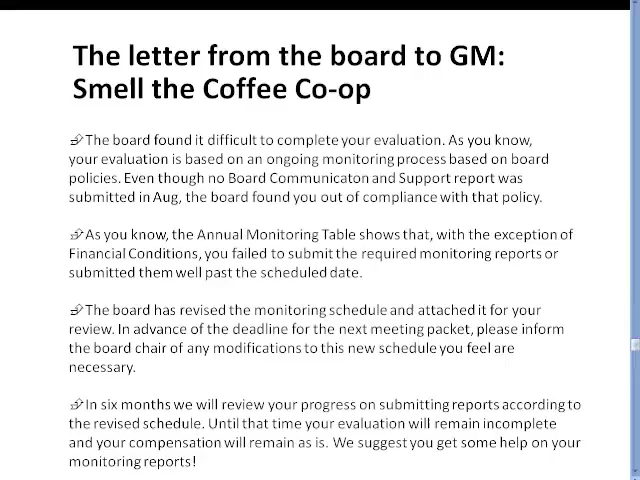 The letter from the board to GM:
Smell the Coffee Co-op
The board found it difficult to complete your evaluation. As you know,
your evaluation is based on an ongoing monitoring process based on board
policies. Even though no Board Communicaton and Support report was
submitted in Aug, the board found you out of compliance with that policy.
As you know, the Annual Monitoring Table shows that, with the exception of
Financial Conditions, you failed to submit the required monitoring reports or
submitted them well past the scheduled date.
The board has revised the monitoring schedule and attached it for your
review. In advance of the deadline for the next meeting packet, please inform
the board chair of any modifications to this new schedule you feel are
necessary.
In six months we will review your progress on submitting reports according to
the revised schedule. Until that time your evaluation will remain incomplete
and your compensation will remain as is. We suggest you get some help on your
monitoring reports!